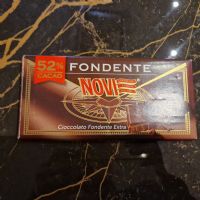 52% FONDENTE
CACAO
NOVI
Cioccolato Fondente Extra